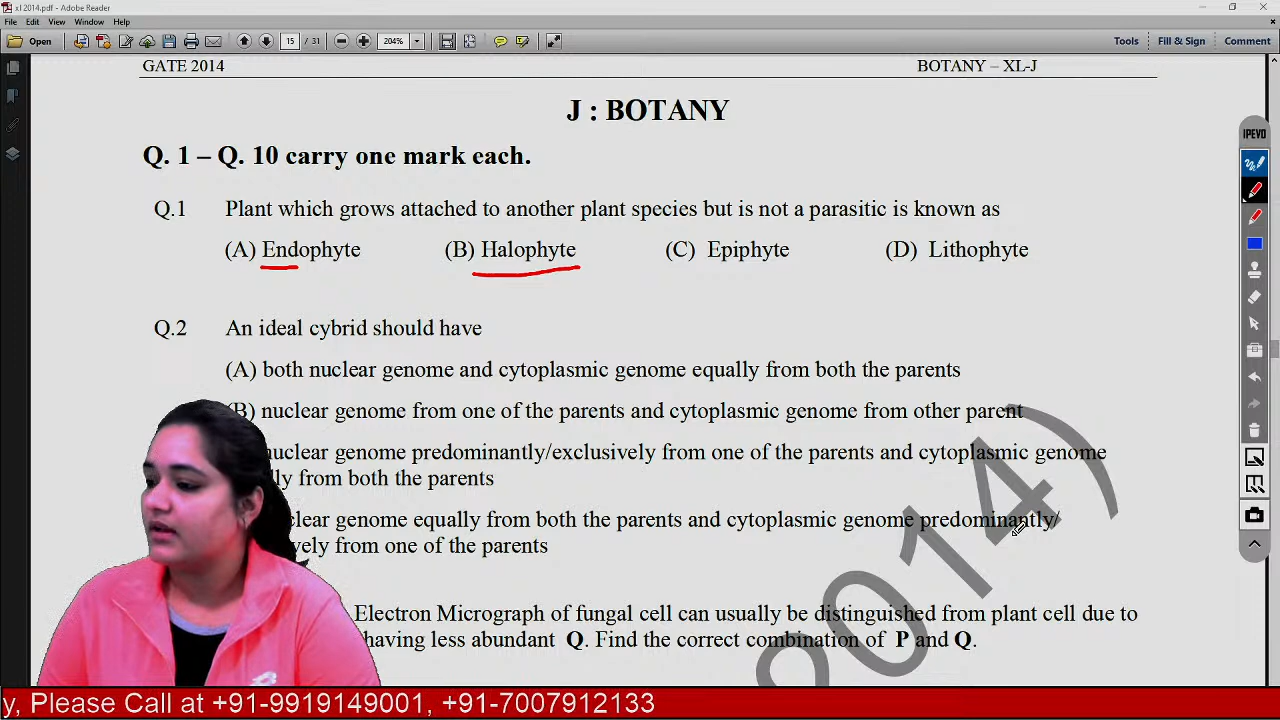 xl 2014.pdf - Adobe Reader
File Edit View Window Help
Open 15 / 31 204% Tools Fill & Sign Comment
GATE 2014 BOTANY – XL-J
J : BOTANY
Q. 1 – Q. 10 carry one mark each.
Q.1 Plant which grows attached to another plant species but is not a parasitic is known as
(A) Endophyte (B) Halophyte (C) Epiphyte (D) Lithophyte
Q.2 An ideal cybrid should have
(A) both nuclear genome and cytoplasmic genome equally from both the parents
(B) nuclear genome from one of the parents and cytoplasmic genome from other parent
nuclear genome predominantly/exclusively from one of the parents and cytoplasmic genome
from both the parents
genome equally from both the parents and cytoplasmic genome predominantly/
from one of the parents
Electron Micrograph of fungal cell can usually be distinguished from plant cell due to
having less abundant Q. Find the correct combination of P and Q.
2014)
IPEVO
y, Please Call at +91-9919149001, +91-7007912133